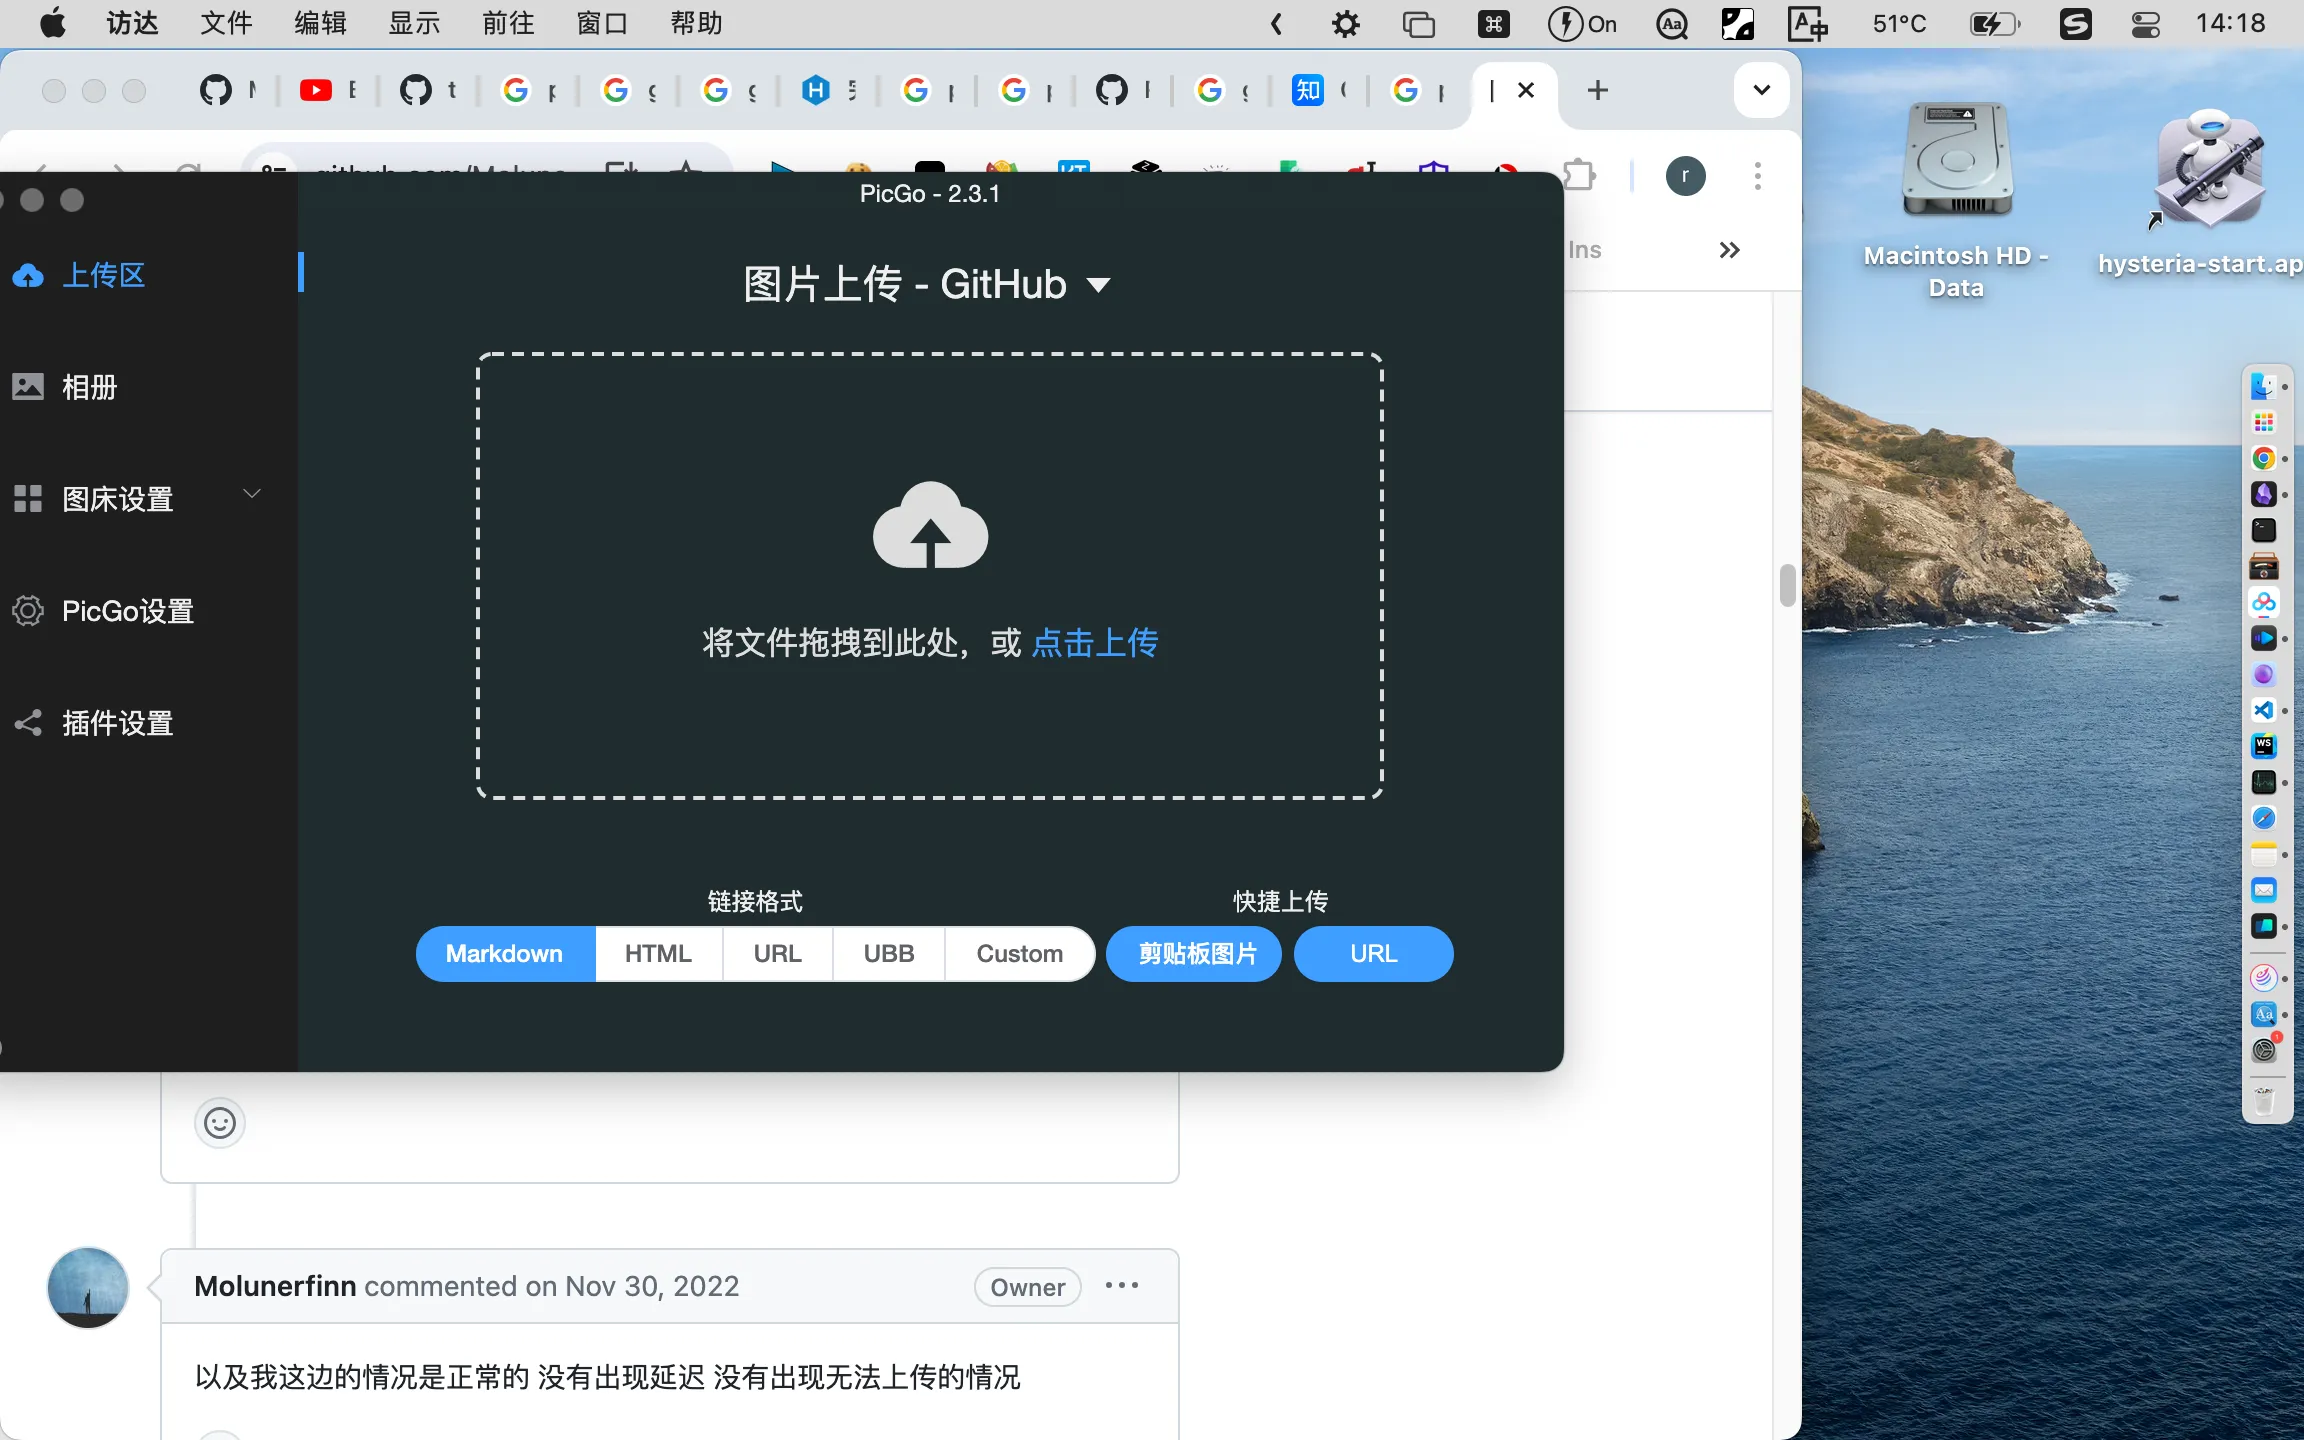 访达 文件 编辑 显示 前往 窗口 帮助 On 51°C 14:18
PicGo - 2.3.1
上传区
相册
图床设置
PicGo设置
插件设置
图片上传 - GitHub
将文件拖拽到此处，或 点击上传
链接格式 快捷上传
Markdown HTML URL UBB Custom 剪贴板图片 URL
r
Ins
Macintosh HD -
Data
hysteria-start.ap
Molunerfinn commented on Nov 30, 2022 Owner
以及我这边的情况是正常的 没有出现延迟 没有出现无法上传的情况